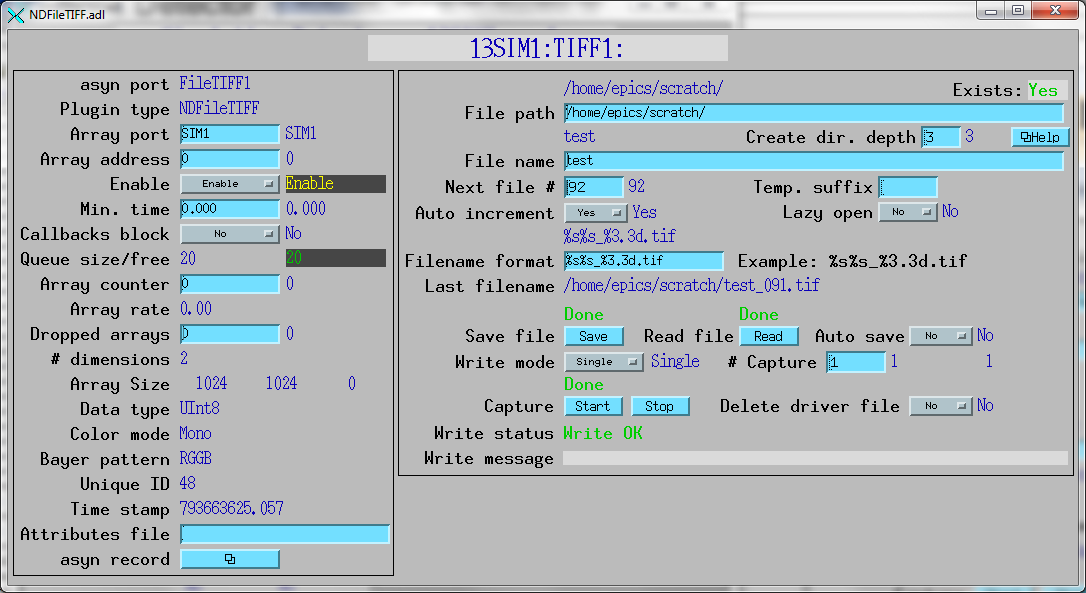 NDFileTIFF.adl
13SIM1:TIFF1:
asyn port FileTIFF1
Plugin type NDFileTIFF
Array port SIM1 SIM1
Array address 0 0
Enable Enable Enable
Min. time 0.000 0.000
Callbacks block No No
Queue size/free 20 20
Array counter 0 0
Array rate 0.00
Dropped arrays 0 0
# dimensions 2
Array Size 1024 1024 0
Data type UInt8
Color mode Mono
Bayer pattern RGGB
Unique ID 48
Time stamp 793663625.057
Attributes file
asyn record
/home/epics/scratch/ Exists: Yes
File path /home/epics/scratch/
test Create dir. depth 3 3 Help
File name test
Next file # 92 92 Temp. suffix
Auto increment Yes Yes Lazy open No No
%s%s_%3.3d.tif
Filename format %s%s_%3.3d.tif Example: %s%s_%3.3d.tif
Last filename /home/epics/scratch/test_091.tif
Done Done
Save file Save Read file Read Auto save No No
Write mode Single Single # Capture 1 1 1
Done
Capture Start Stop Delete driver file No No
Write status Write OK
Write message